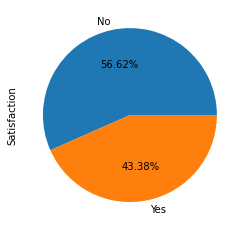 No
56.62%
Satisfaction
43.38%
Yes